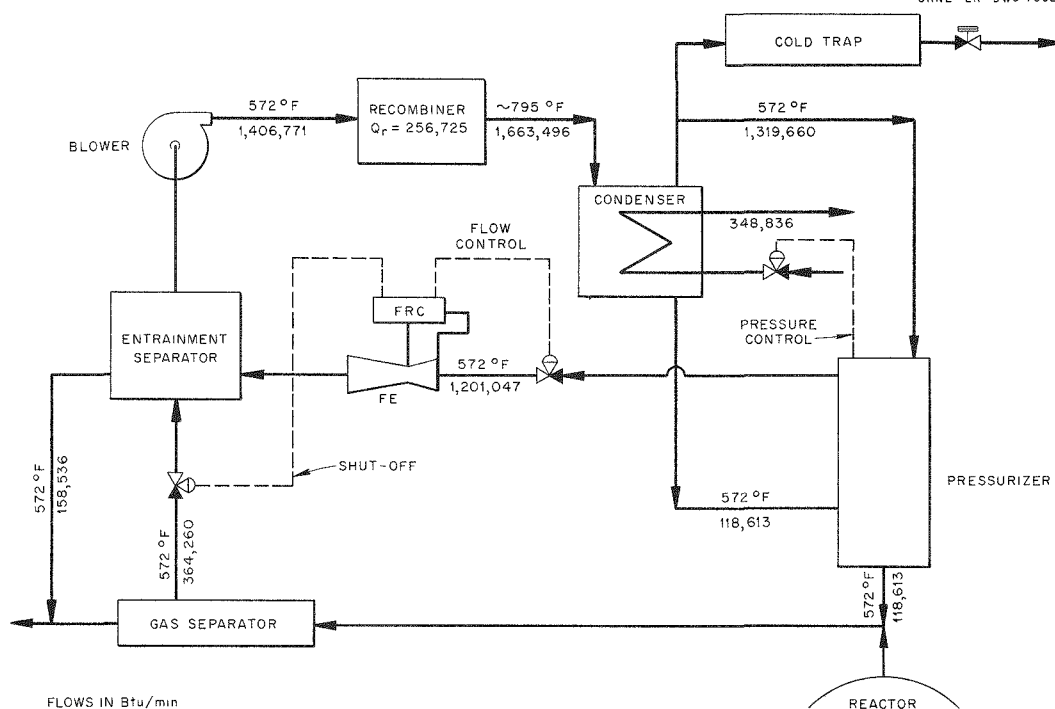 COLD TRAP
572 °F
1,406,771
RECOMBINER
Qr = 256,725
~795 °F
1,663,496
572 °F
1,319,660
BLOWER
CONDENSER
348,836
FLOW
CONTROL
FRC
ENTRAINMENT
SEPARATOR
PRESSURE
CONTROL
572 °F
1,201,047
FE
SHUT-OFF
572 °F
158,536
572 °F
364,260
572 °F
118,613
PRESSURIZER
572 °F
118,613
GAS SEPARATOR
FLOWS IN Btu/min
REACTOR